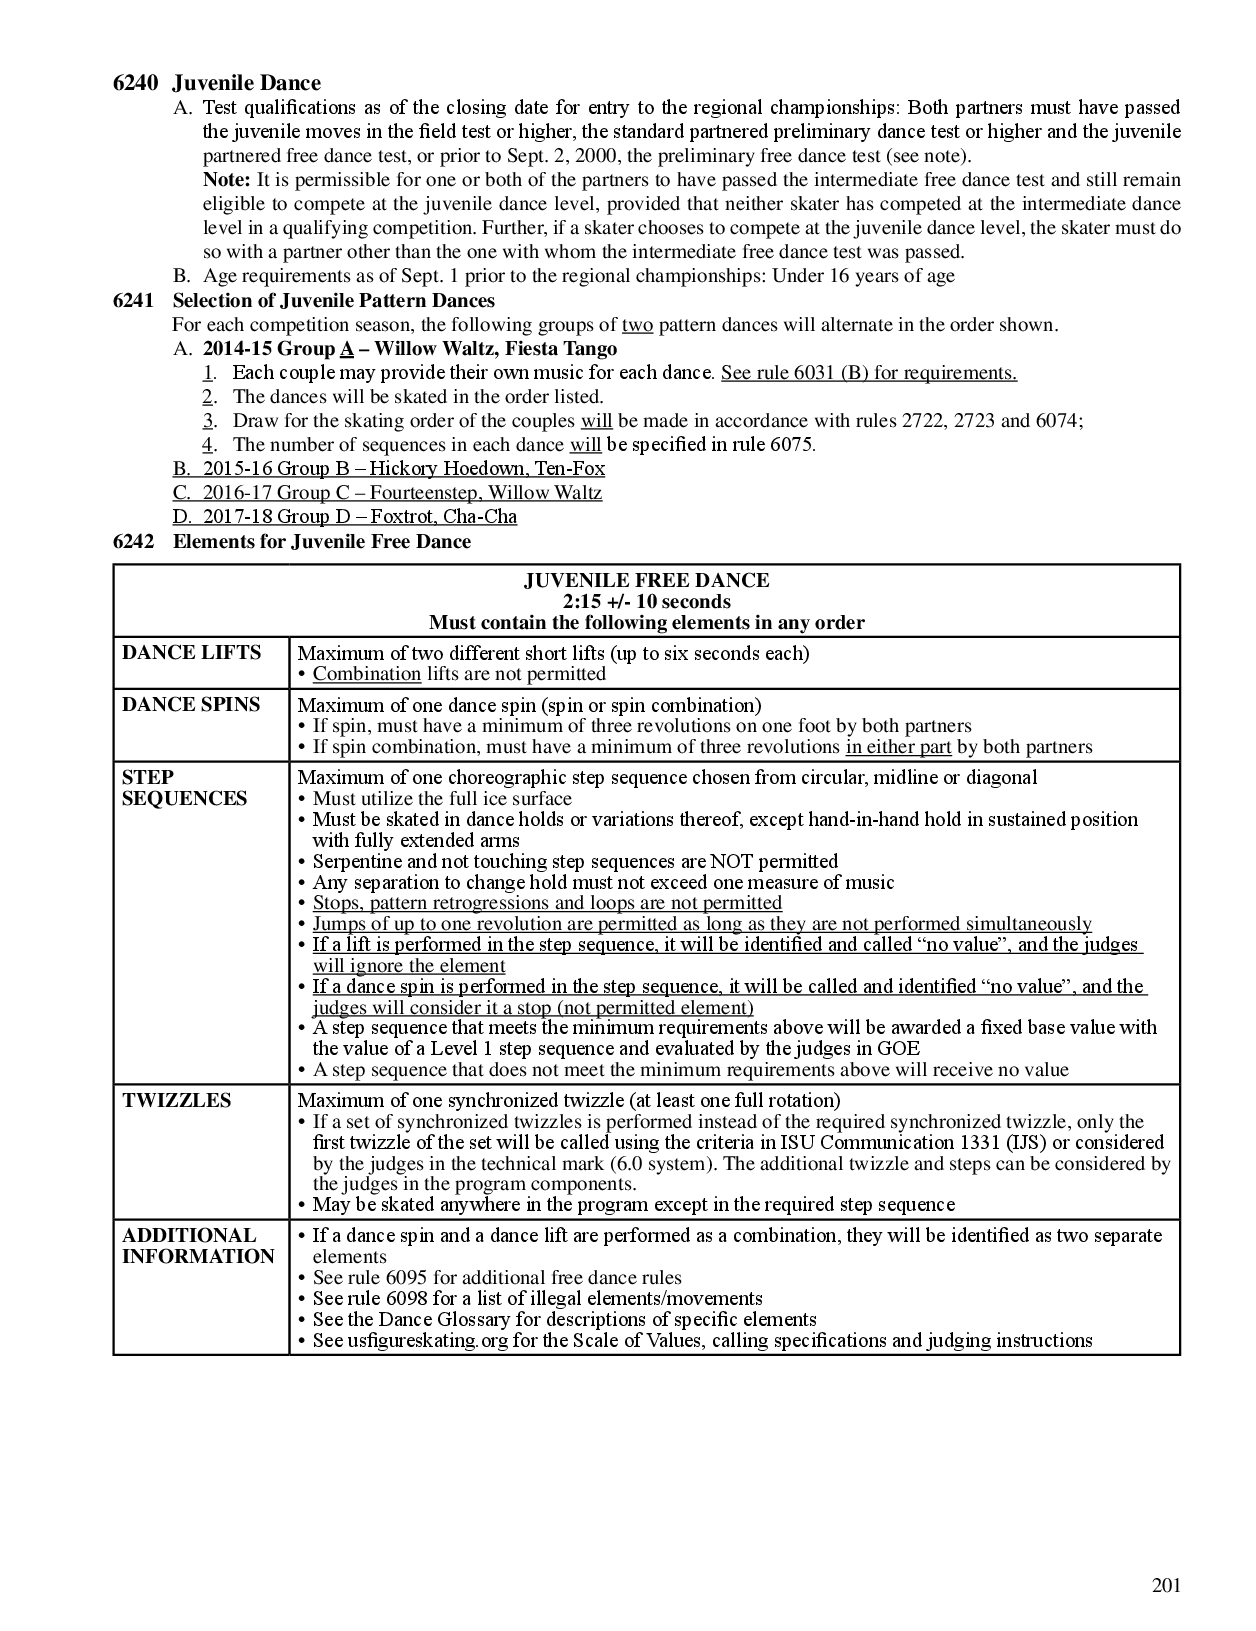 6240 Juvenile Dance
A. Test qualifications as of the closing date for entry to the regional championships: Both partners must have passed
the juvenile moves in the field test or higher, the standard partnered preliminary dance test or higher and the juvenile
partnered free dance test, or prior to Sept. 2, 2000, the preliminary free dance test (see note).
Note: It is permissible for one or both of the partners to have passed the intermediate free dance test and still remain
eligible to compete at the juvenile dance level, provided that neither skater has competed at the intermediate dance
level in a qualifying competition. Further, if a skater chooses to compete at the juvenile dance level, the skater must do
so with a partner other than the one with whom the intermediate free dance test was passed.
B. Age requirements as of Sept. 1 prior to the regional championships: Under 16 years of age
6241 Selection of Juvenile Pattern Dances
For each competition season, the following groups of two pattern dances will alternate in the order shown.
A. 2014-15 Group A – Willow Waltz, Fiesta Tango
1. Each couple may provide their own music for each dance. See rule 6031 (B) for requirements.
2. The dances will be skated in the order listed.
3. Draw for the skating order of the couples will be made in accordance with rules 2722, 2723 and 6074;
4. The number of sequences in each dance will be specified in rule 6075.
B. 2015-16 Group B – Hickory Hoedown, Ten-Fox
C. 2016-17 Group C – Fourteenstep, Willow Waltz
D. 2017-18 Group D – Foxtrot, Cha-Cha
6242 Elements for Juvenile Free Dance
JUVENILE FREE DANCE
2:15 +/- 10 seconds
Must contain the following elements in any order
DANCE LIFTS
Maximum of two different short lifts (up to six seconds each)
• Combination lifts are not permitted
DANCE SPINS
Maximum of one dance spin (spin or spin combination)
• If spin, must have a minimum of three revolutions on one foot by both partners
• If spin combination, must have a minimum of three revolutions in either part by both partners
STEP
SEQUENCES
Maximum of one choreographic step sequence chosen from circular, midline or diagonal
• Must utilize the full ice surface
• Must be skated in dance holds or variations thereof, except hand-in-hand hold in sustained position
with fully extended arms
• Serpentine and not touching step sequences are NOT permitted
• Any separation to change hold must not exceed one measure of music
• Stops, pattern retrogressions and loops are not permitted
• Jumps of up to one revolution are permitted as long as they are not performed simultaneously
• If a lift is performed in the step sequence, it will be identified and called “no value”, and the judges
will ignore the element
• If a dance spin is performed in the step sequence, it will be called and identified “no value”, and the
judges will consider it a stop (not permitted element)
• A step sequence that meets the minimum requirements above will be awarded a fixed base value with
the value of a Level 1 step sequence and evaluated by the judges in GOE
• A step sequence that does not meet the minimum requirements above will receive no value
TWIZZLES
Maximum of one synchronized twizzle (at least one full rotation)
• If a set of synchronized twizzles is performed instead of the required synchronized twizzle, only the
first twizzle of the set will be called using the criteria in ISU Communication 1331 (IJS) or considered
by the judges in the technical mark (6.0 system). The additional twizzle and steps can be considered by
the judges in the program components.
• May be skated anywhere in the program except in the required step sequence
ADDITIONAL
INFORMATION
• If a dance spin and a dance lift are performed as a combination, they will be identified as two separate
elements
• See rule 6095 for additional free dance rules
• See rule 6098 for a list of illegal elements/movements
• See the Dance Glossary for descriptions of specific elements
• See usfigureskating.org for the Scale of Values, calling specifications and judging instructions
201